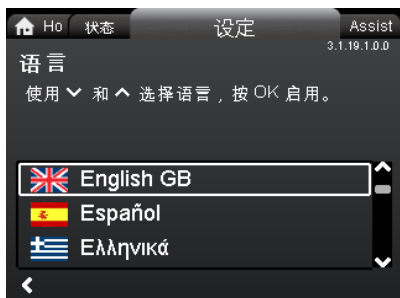 Ho 状态 设定 Assist
3.1.19.1.0.0
语言
使用 和 选择语言，按 OK 启用。
English GB
Español
Ελληνικά